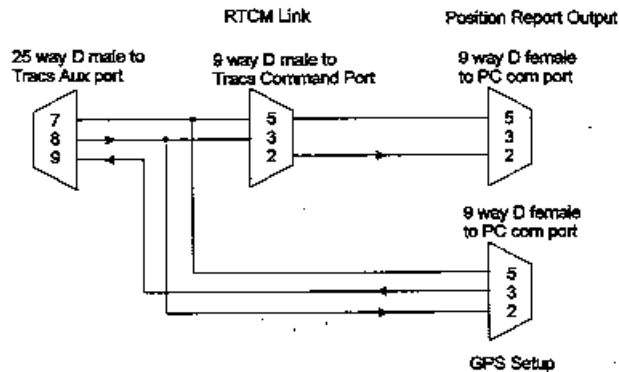 RTCM Link
Position Report Output
25 way D male to
Tracs Aux port
9 way D male to
Tracs Command Port
9 way D female
to PC com port
7
8
9
5
3
2
5
3
2
9 way D female
to PC com port
5
3
2
GPS Setup